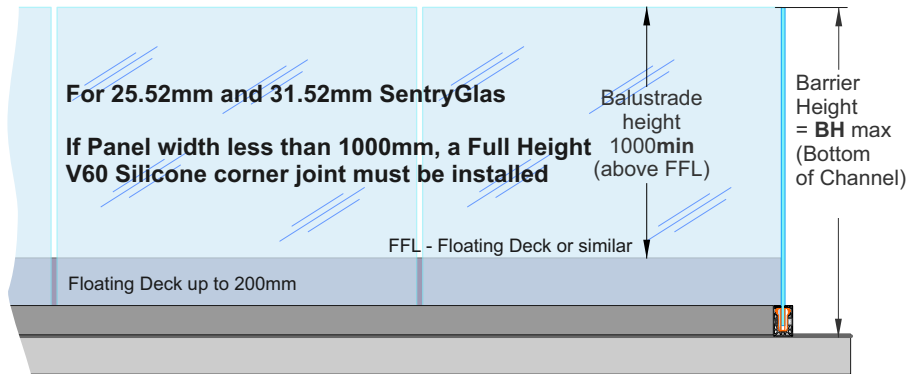 For 25.52mm and 31.52mm SentryGlas
If Panel width less than 1000mm, a Full Height
V60 Silicone corner joint must be installed
Balustrade
height
1000min
(above FFL)
Barrier
Height
= BH max
(Bottom
of Channel)
FFL - Floating Deck or similar
Floating Deck up to 200mm